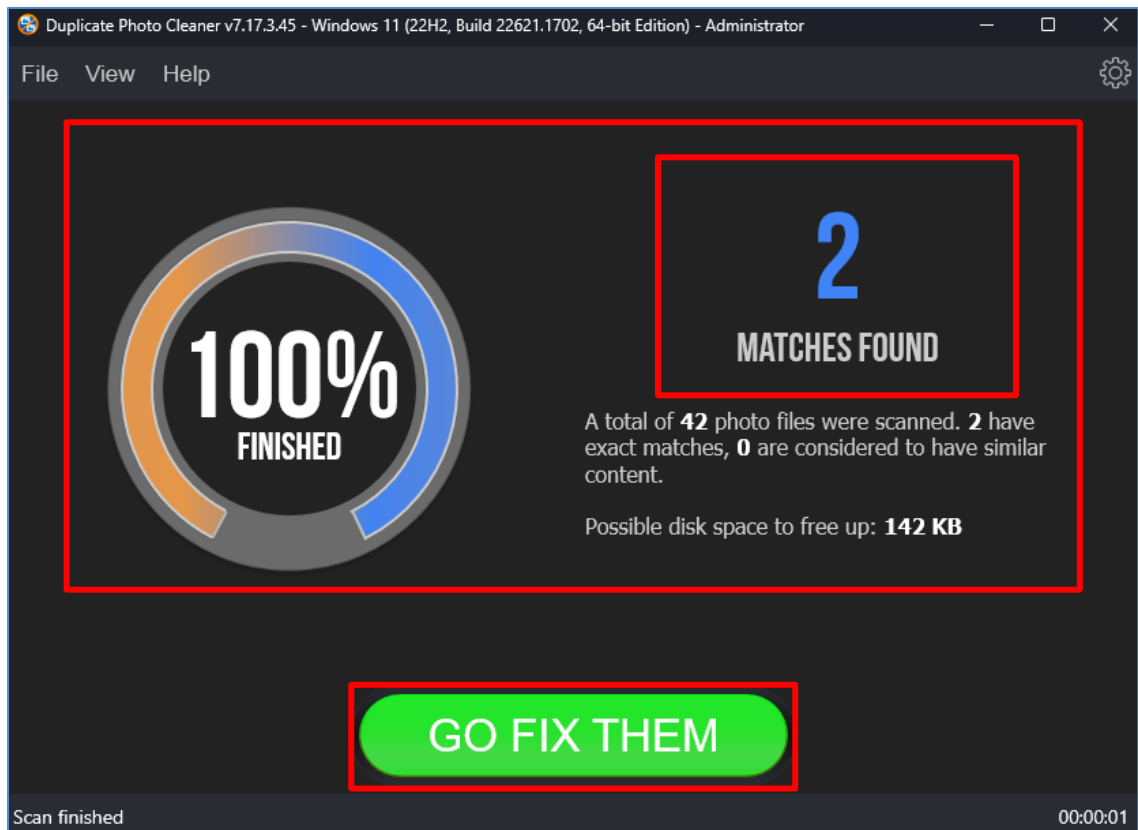 Duplicate Photo Cleaner v7.17.3.45 - Windows 11 (22H2, Build 22621.1702, 64-bit Edition) - Administrator
File View Help
100%
FINISHED
2
MATCHES FOUND
A total of 42 photo files were scanned. 2 have
exact matches, 0 are considered to have similar
content.
Possible disk space to free up: 142 KB
GO FIX THEM
Scan finished 00:00:01